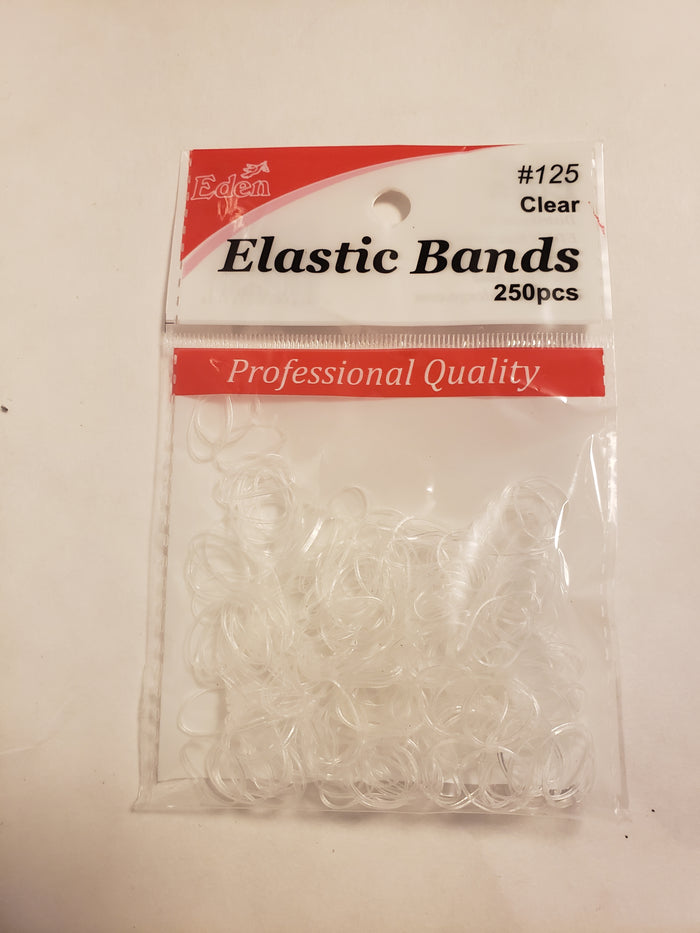 Eden
#125
Clear
Elastic Bands
250pcs
Professional Quality